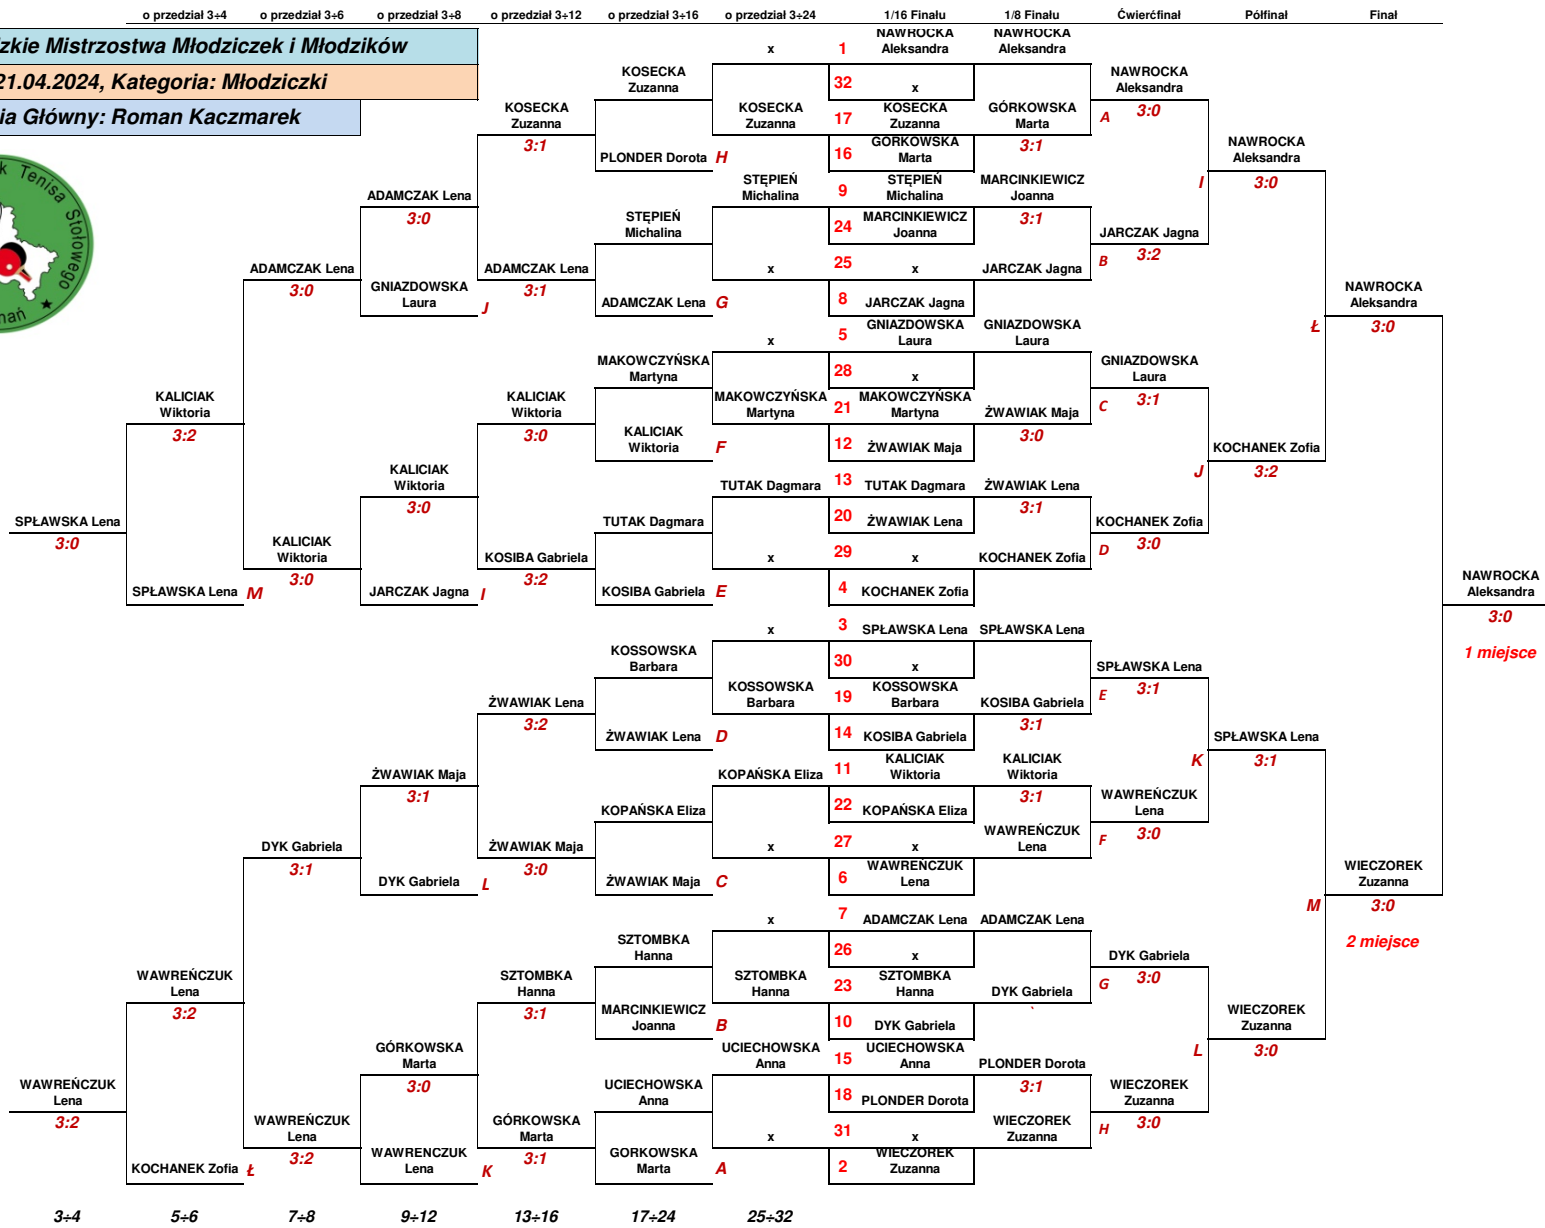 o przedział 3÷4 o przedział 3÷6 o przedział 3÷8 o przedział 3÷12 o przedział 3÷16 o przedział 3÷24 1/16 Finału 1/8 Finału Ćwierćfinał Półfinał Finał
Mistrzostwa Młodziczek i Młodzików
21.04.2024, Kategoria: Młodziczki
Główny: Roman Kaczmarek
Tenisa Stołowego
x 1 NAWROCKA Aleksandra NAWROCKA Aleksandra
KOSECKA Zuzanna 32 x NAWROCKA Aleksandra
KOSECKA Zuzanna KOSECKA Zuzanna 17 KOSECKA Zuzanna GÓRKOWSKA Marta A 3:0
3:1 PLONDER Dorota H 16 GÓRKOWSKA Marta 3:1 NAWROCKA Aleksandra
ADAMCZAK Lena STĘPIEŃ Michalina 9 STĘPIEŃ Michalina MARCINKIEWICZ Joanna I 3:0
3:0 STĘPIEŃ Michalina 24 MARCINKIEWICZ Joanna 3:1 JARCZAK Jagna
ADAMCZAK Lena ADAMCZAK Lena x 25 x JARCZAK Jagna B 3:2
3:0 GNIAZDOWSKA Laura J 3:1 ADAMCZAK Lena G 8 JARCZAK Jagna NAWROCKA Aleksandra
x 5 GNIAZDOWSKA Laura GNIAZDOWSKA Laura Ł 3:0
MAKOWCZYŃSKA Martyna 28 x GNIAZDOWSKA Laura
KALICIAK Wiktoria KALICIAK Wiktoria MAKOWCZYŃSKA Martyna 21 MAKOWCZYŃSKA Martyna ŻWAWIAK Maja C 3:1
3:2 3:0 KALICIAK Wiktoria F 12 ŻWAWIAK Maja 3:0 KOCHANEK Zofia
KALICIAK Wiktoria TUTAK Dagmara 13 TUTAK Dagmara ŻWAWIAK Lena J 3:2
SPŁAWSKA Lena 3:0 TUTAK Dagmara 20 ŻWAWIAK Lena 3:1 KOCHANEK Zofia
3:0 KALICIAK Wiktoria KOSIBA Gabriela x 29 x KOCHANEK Zofia D 3:0
SPŁAWSKA Lena M 3:0 JARCZAK Jagna I 3:2 KOSIBA Gabriela E 4 KOCHANEK Zofia NAWROCKA Aleksandra
x 3 SPŁAWSKA Lena SPŁAWSKA Lena 3:0
KOSSOWSKA Barbara 30 x SPŁAWSKA Lena 1 miejsce
ŻWAWIAK Lena KOSSOWSKA Barbara 19 KOSSOWSKA Barbara KOSIBA Gabriela E 3:1
3:2 ŻWAWIAK Lena D 14 KOSIBA Gabriela 3:1 SPŁAWSKA Lena
ŻWAWIAK Maja KOPAŃSKA Eliza 11 KALICIAK Wiktoria KALICIAK Wiktoria K 3:1
3:1 KOPAŃSKA Eliza 22 KOPAŃSKA Eliza 3:1 WAWREŃCZUK Lena
DYK Gabriela ŻWAWIAK Maja x 27 x WAWREŃCZUK Lena F 3:0
3:1 DYK Gabriela L 3:0 ŻWAWIAK Maja C 6 WAWREŃCZUK Lena WIECZOREK Zuzanna
x 7 ADAMCZAK Lena ADAMCZAK Lena M 3:0
SZTOMBKA Hanna 26 x DYK Gabriela 2 miejsce
WAWREŃCZUK Lena SZTOMBKA Hanna SZTOMBKA Hanna 23 SZTOMBKA Hanna DYK Gabriela G 3:0
3:2 3:1 MARCINKIEWICZ Joanna B 10 DYK Gabriela WIECZOREK Zuzanna
GÓRKOWSKA Marta UCIECHOWSKA Anna 15 UCIECHOWSKA Anna PLONDER Dorota L 3:0
WAWREŃCZUK Lena 3:0 UCIECHOWSKA Anna 18 PLONDER Dorota 3:1 WIECZOREK Zuzanna
3:2 WAWREŃCZUK Lena GÓRKOWSKA Marta x 31 x WIECZOREK Zuzanna H 3:0
KOCHANEK Zofia Ł 3:2 WAWREŃCZUK Lena K 3:1 GÓRKOWSKA Marta A 2 WIECZOREK Zuzanna
3÷4 5÷6 7÷8 9÷12 13÷16 17÷24 25÷32